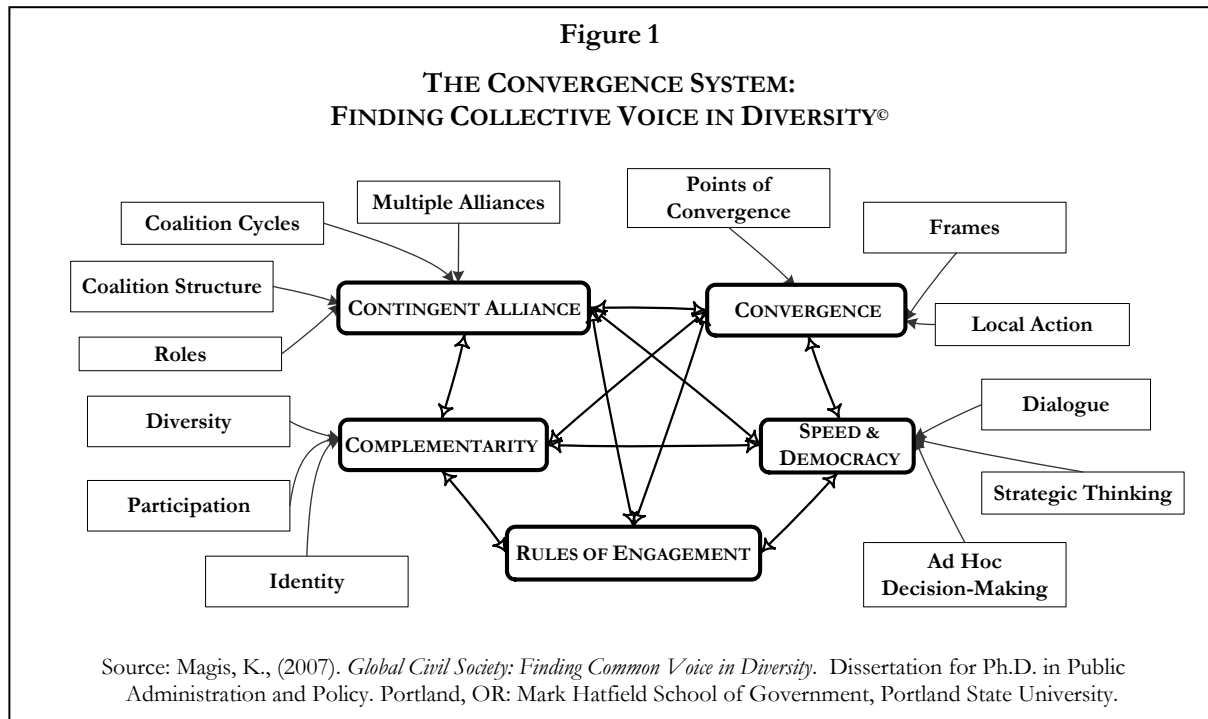 Figure 1
THE CONVERGENCE SYSTEM:
FINDING COLLECTIVE VOICE IN DIVERSITY©
Multiple Alliances
Points of
Convergence
Coalition Cycles
Frames
Coalition Structure
CONTINGENT ALLIANCE
CONVERGENCE
Local Action
Roles
Diversity
Dialogue
COMPLEMENTARITY
SPEED &
DEMOCRACY
Participation
Strategic Thinking
RULES OF ENGAGEMENT
Identity
Ad Hoc
Decision-Making
Source: Magis, K., (2007). Global Civil Society: Finding Common Voice in Diversity. Dissertation for Ph.D. in Public
Administration and Policy. Portland, OR: Mark Hatfield School of Government, Portland State University.